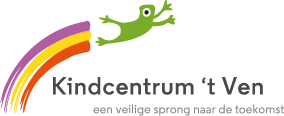 Kindcentrum ‘t Ven
een veilige sprong naar de toekomst